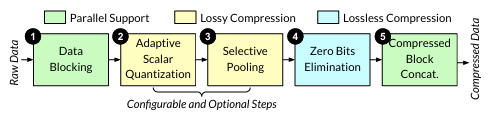 Parallel Support
Lossy Compression
Lossless Compression
Raw Data
1
Data
Blocking
2
Adaptive
Scalar
Quantization
3
Selective
Pooling
4
Zero Bits
Elimination
5
Compressed
Block
Concat.
Compressed Data
Configurable and Optional Steps